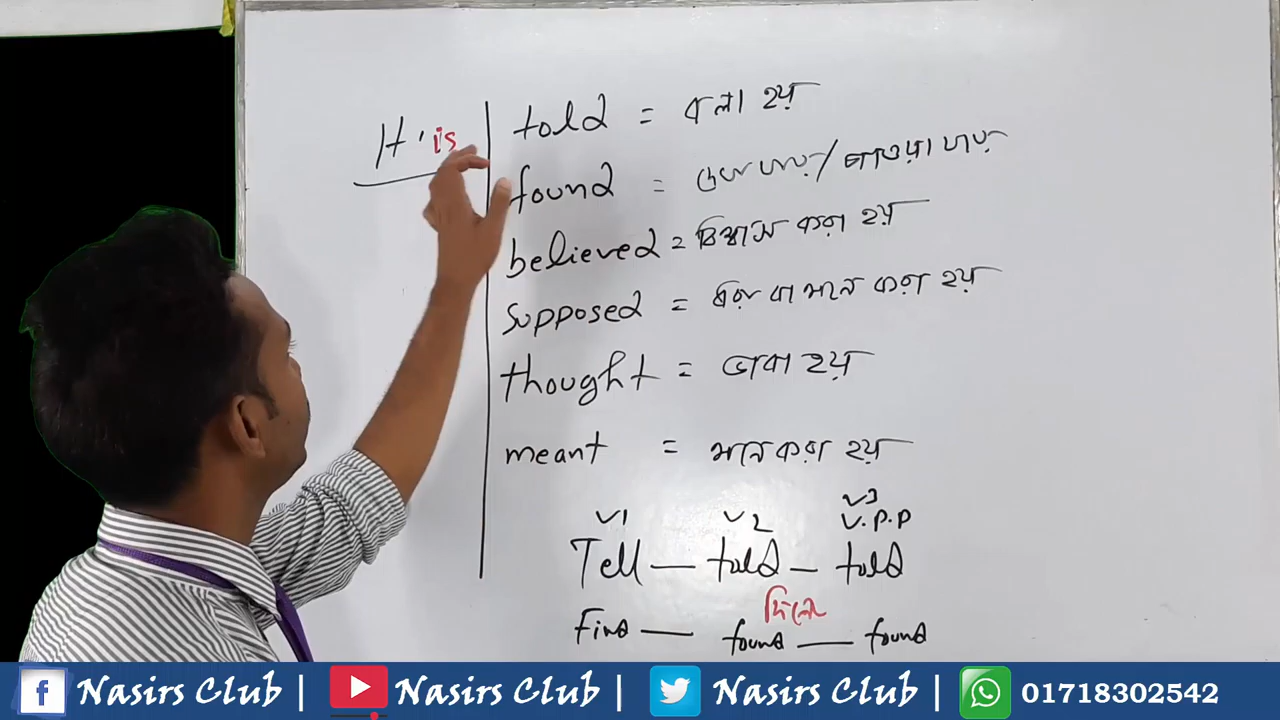 It 'is
told = বলা হয়
found = দেখা যায়/পাওয়া যায়
believed = বিশ্বাস করা হয়
supposed = ধরা বা মনে করা হয়
thought = ভাবা হয়
meant = মনে করা হয়
V1 V2 V3
V.P.P
Tell — told — told
Find — found — found
Nasirs Club | Nasirs Club | Nasirs Club | 01718302542